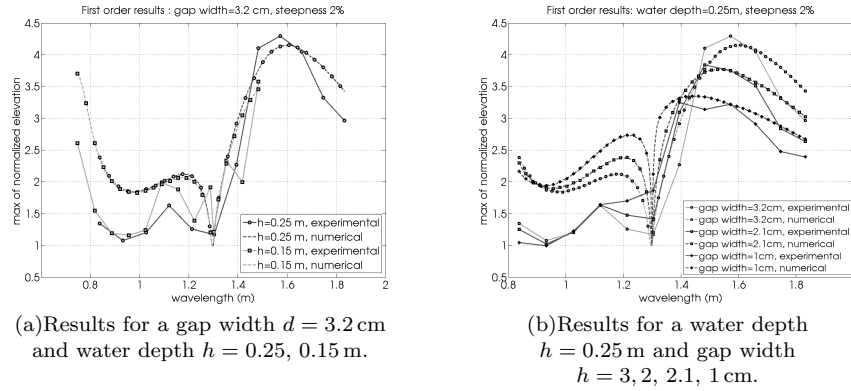 First order results : gap width=3.2 cm, steepness 2%
4.5
4
3.5
3
2.5
2
1.5
1
0.5
max of normalized elevation
0.8
1
1.2
1.4
1.6
1.8
2
wavelength (m)
h=0.25 m, experimental
h=0.25 m, numerical
h=0.15 m, experimental
h=0.15 m, numerical
(a)Results for a gap width d = 3.2 cm
and water depth h = 0.25, 0.15 m.
First order results: water depth=0.25m, steepness 2%
4.5
4
3.5
3
2.5
2
1.5
1
0.5
max of normalized elevation
0.8
1
1.2
1.4
1.6
1.8
wavelength (m)
gap width=3.2cm, experimental
gap width=3.2cm, numerical
gap width=2.1cm, experimental
gap width=2.1cm, numerical
gap width=1cm, experimental
gap width=1cm, numerical
(b)Results for a water depth
h = 0.25 m and gap width
h = 3, 2, 2.1, 1 cm.